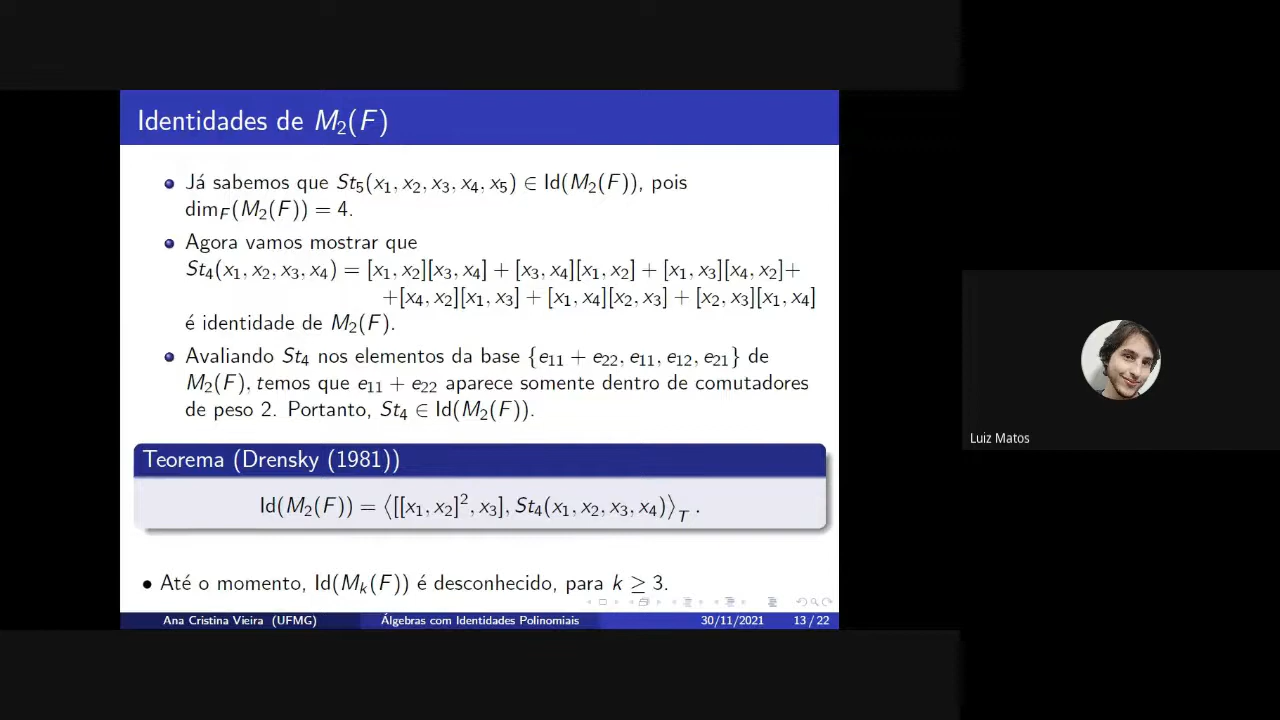 Identidades de M₂(F)
Já sabemos que St₅(x₁, x₂, x₃, x₄, x₅) ∈ Id(M₂(F)), pois
dim_F(M₂(F)) = 4.
Agora vamos mostrar que
St₄(x₁, x₂, x₃, x₄) = [x₁, x₂][x₃, x₄] + [x₃, x₄][x₁, x₂] + [x₁, x₃][x₄, x₂]+
+[x₄, x₂][x₁, x₃] + [x₁, x₄][x₂, x₃] + [x₂, x₃][x₁, x₄]
é identidade de M₂(F).
Avaliando St₄ nos elementos da base {e₁₁ + e₂₂, e₁₁, e₁₂, e₂₁} de
M₂(F), temos que e₁₁ + e₂₂ aparece somente dentro de comutadores
de peso 2. Portanto, St₄ ∈ Id(M₂(F)).
Teorema (Drensky (1981))
Id(M₂(F)) = ⟨[[x₁, x₂]², x₃], St₄(x₁, x₂, x₃, x₄)⟩_T .
• Até o momento, Id(M_k(F)) é desconhecido, para k ≥ 3.
Ana Cristina Vieira (UFMG) Álgebras com Identidades Polinomiais 30/11/2021 13 / 22
Luiz Matos